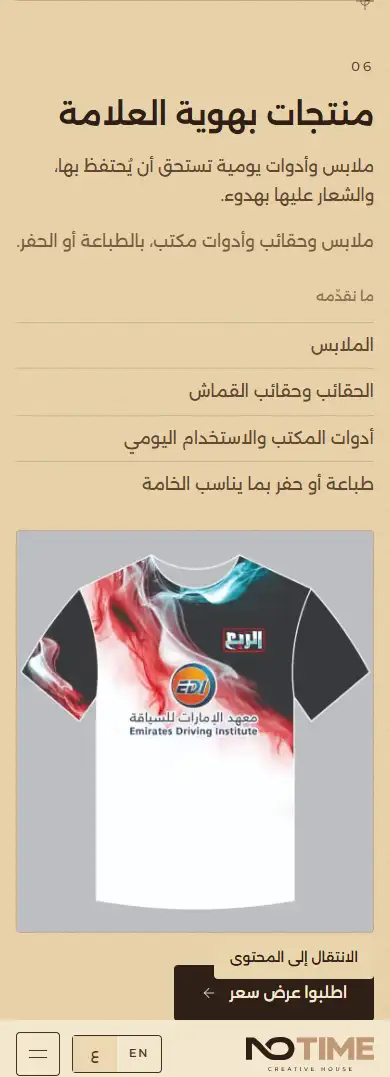 06
منتجات بهوية العلامة
ملابس وأدوات يومية تستحق أن يُحتفظ بها،
والشعار عليها بهدوء.
ملابس وحقائب وأدوات مكتب، بالطباعة أو الحفر.
ما نقدّمه
الملابس
الحقائب وحقائب القماش
أدوات المكتب والاستخدام اليومي
طباعة أو حفر بما يناسب الخامة
الربع
EDI
معهد الإمارات للسياقة
Emirates Driving Institute
الانتقال إلى المحتوى
اطلبوا عرض سعر ←
NOTIME
CREATIVE HOUSE
EN
ع